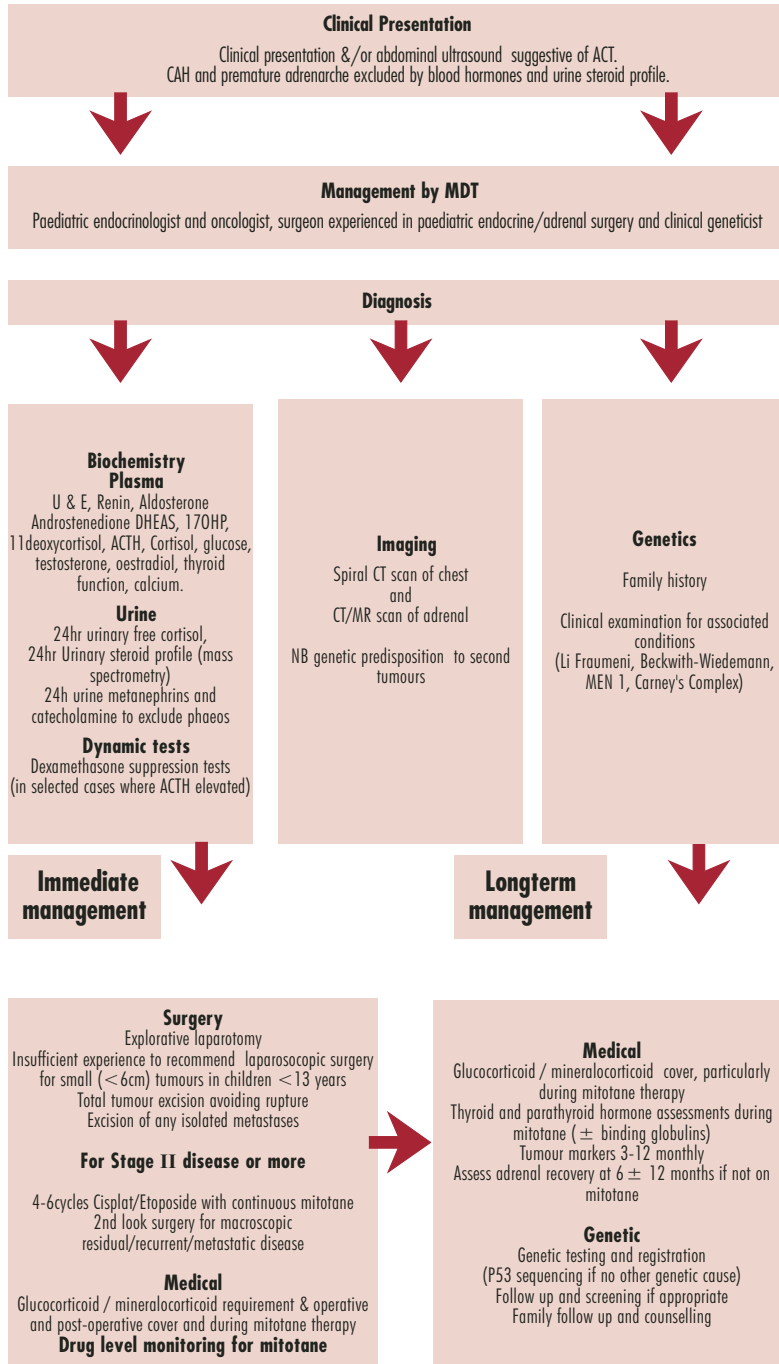 Clinical Presentation
Clinical presentation &/or abdominal ultrasound suggestive of ACT.
CAH and premature adrenarche excluded by blood hormones and urine steroid profile.
Management by MDT
Paediatric endocrinologist and oncologist, surgeon experienced in paediatric endocrine/adrenal surgery and clinical geneticist
Diagnosis
Biochemistry
Plasma
U & E, Renin, Aldosterone
Androstenedione DHEAS, 17OHP,
11deoxycortisol, ACTH, Cortisol, glucose,
testosterone, oestradiol, thyroid
function, calcium.
Urine
24hr urinary free cortisol,
24hr Urinary steroid profile (mass
spectrometry)
24h urine metanephrins and
catecholamine to exclude phaeos
Dynamic tests
Dexamethasone suppression tests
(in selected cases where ACTH elevated)
Imaging
Spiral CT scan of chest
and
CT/MR scan of adrenal
NB genetic predisposition to second
tumours
Genetics
Family history
Clinical examination for associated
conditions
(Li Fraumeni, Beckwith-Wiedemann,
MEN 1, Carney's Complex)
Immediate
management
Longterm
management
Surgery
Explorative laparotomy
Insufficient experience to recommend laparosocopic surgery
for small (<6cm) tumours in children <13 years
Total tumour excision avoiding rupture
Excision of any isolated metastases
For Stage II disease or more
4-6cycles Cisplat/Etoposide with continuous mitotane
2nd look surgery for macroscopic
residual/recurrent/metastatic disease
Medical
Glucocorticoid / mineralocorticoid requirement & operative
and post-operative cover and during mitotane therapy
Drug level monitoring for mitotane
Medical
Glucocorticoid / mineralocorticoid cover, particularly
during mitotane therapy
Thyroid and parathyroid hormone assessments during
mitotane (± binding globulins)
Tumour markers 3-12 monthly
Assess adrenal recovery at 6 ± 12 months if not on
mitotane
Genetic
Genetic testing and registration
(P53 sequencing if no other genetic cause)
Follow up and screening if appropriate
Family follow up and counselling